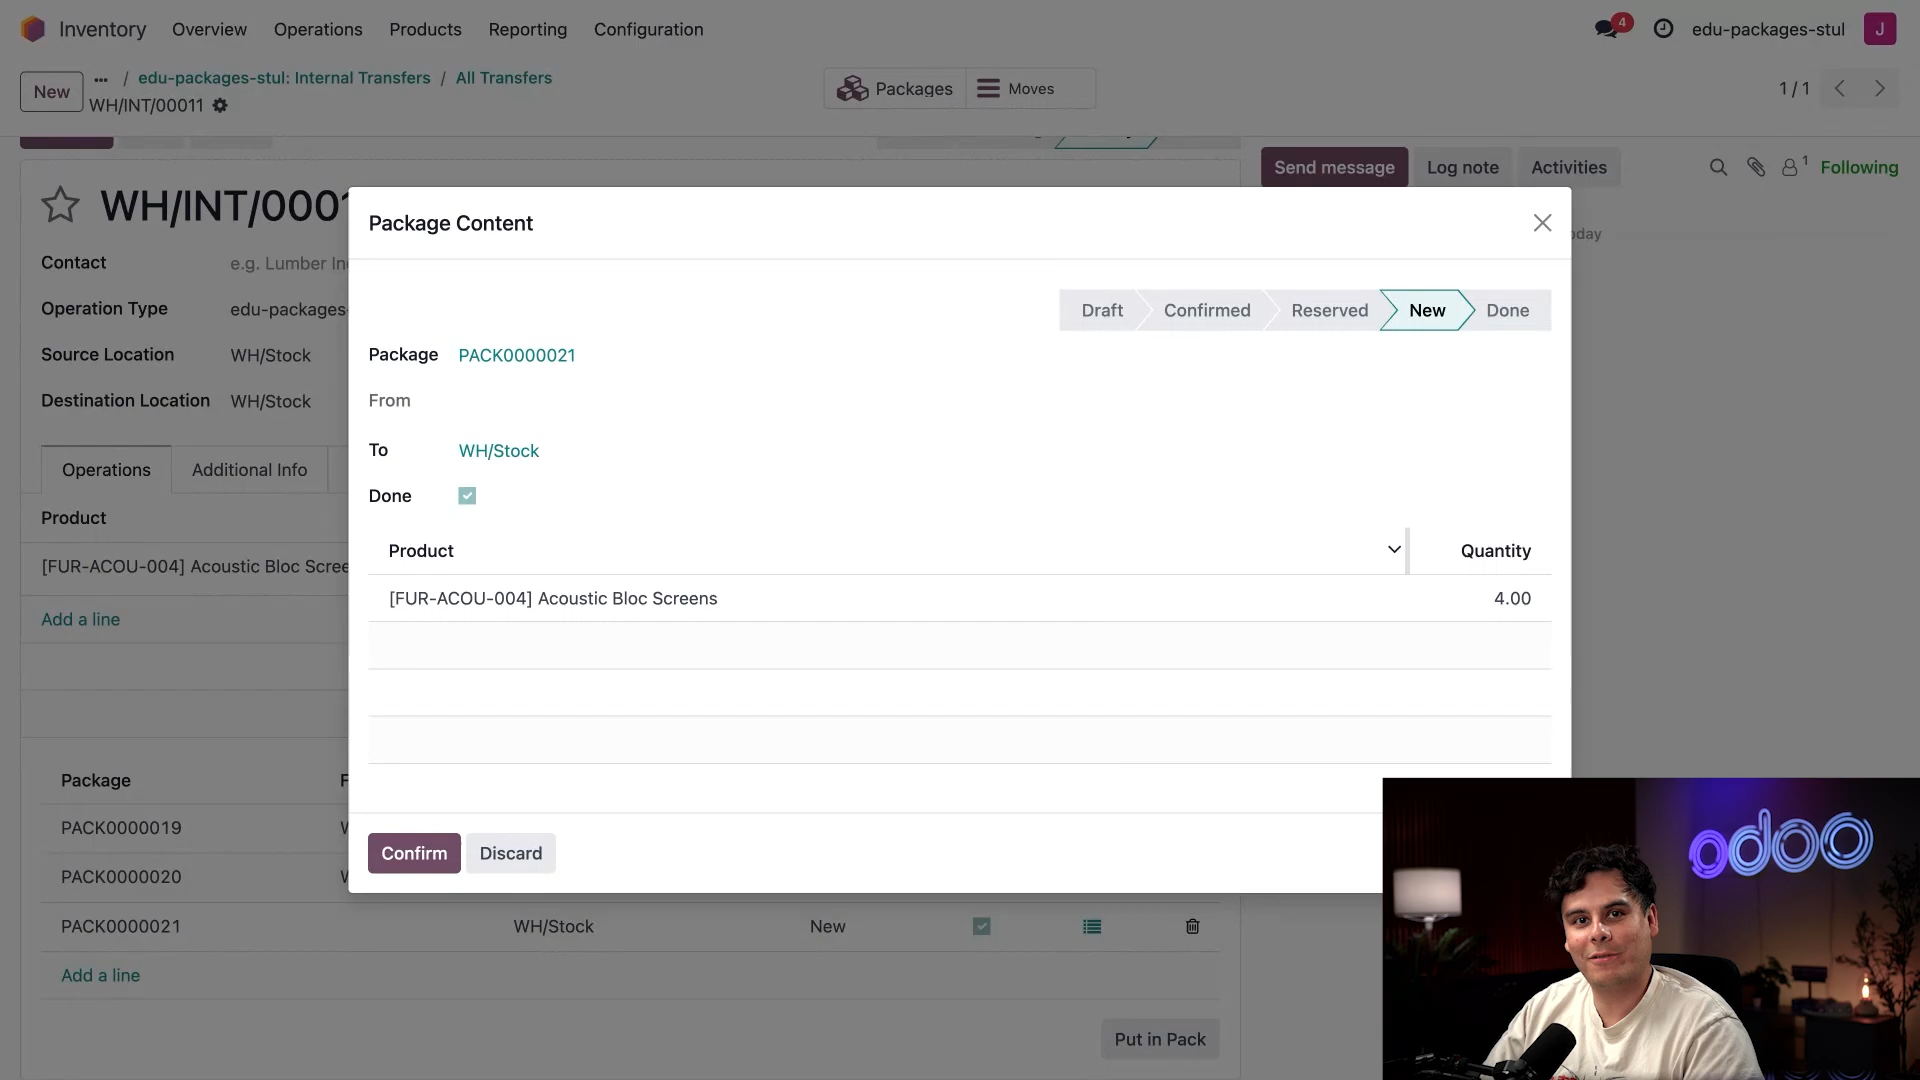 Inventory Overview Operations Products Reporting Configuration 4 edu-packages-stul J
New ... / edu-packages-stul: Internal Transfers / All Transfers
WH/INT/00011
Packages Moves
1 / 1
Send message Log note Activities 1 Following
WH/INT/0001
Contact e.g. Lumber In
Operation Type edu-packages-
Source Location WH/Stock
Destination Location WH/Stock
Operations Additional Info
Product
[FUR-ACOU-004] Acoustic Bloc Scree
Add a line
Package Content
Draft Confirmed Reserved New Done
Package PACK0000021
From
To WH/Stock
Done
Product Quantity
[FUR-ACOU-004] Acoustic Bloc Screens 4.00
Confirm Discard
Package F
PACK0000019
PACK0000020
PACK0000021 WH/Stock New
Add a line
Put in Pack
odoo